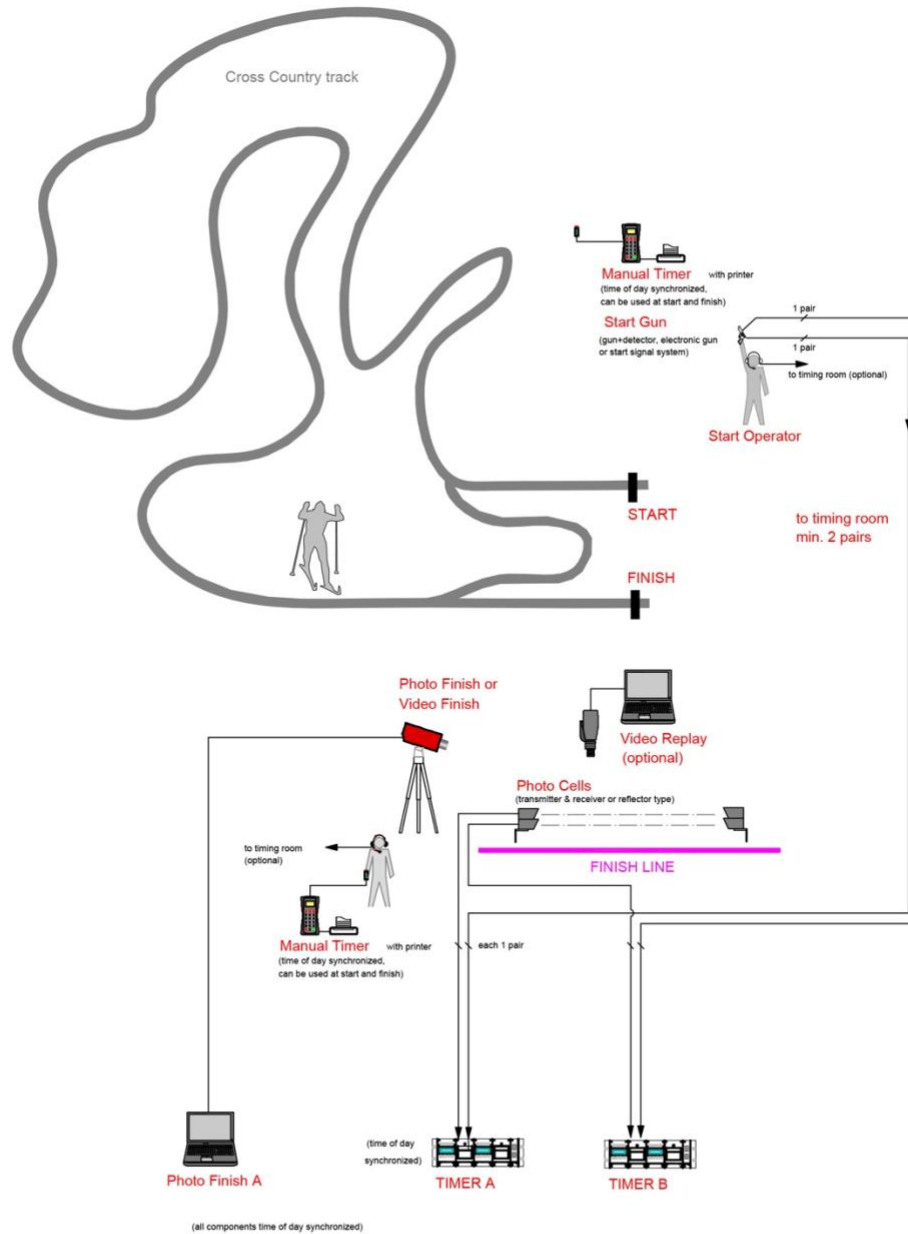 Cross Country track
Manual Timer with printer
(time of day synchronized,
can be used at start and finish)
Start Gun
(gun+detector, electronic gun
or start signal system)
1 pair
1 pair
to timing room (optional)
Start Operator
START
to timing room
min. 2 pairs
FINISH
Photo Finish or
Video Finish
Video Replay
(optional)
Photo Cells
(transmitter & receiver or reflector type)
to timing room
(optional)
FINISH LINE
Manual Timer with printer
(time of day synchronized,
can be used at start and finish)
each 1 pair
(time of day
synchronized)
Photo Finish A
TIMER A
TIMER B
(all components time of day synchronized)